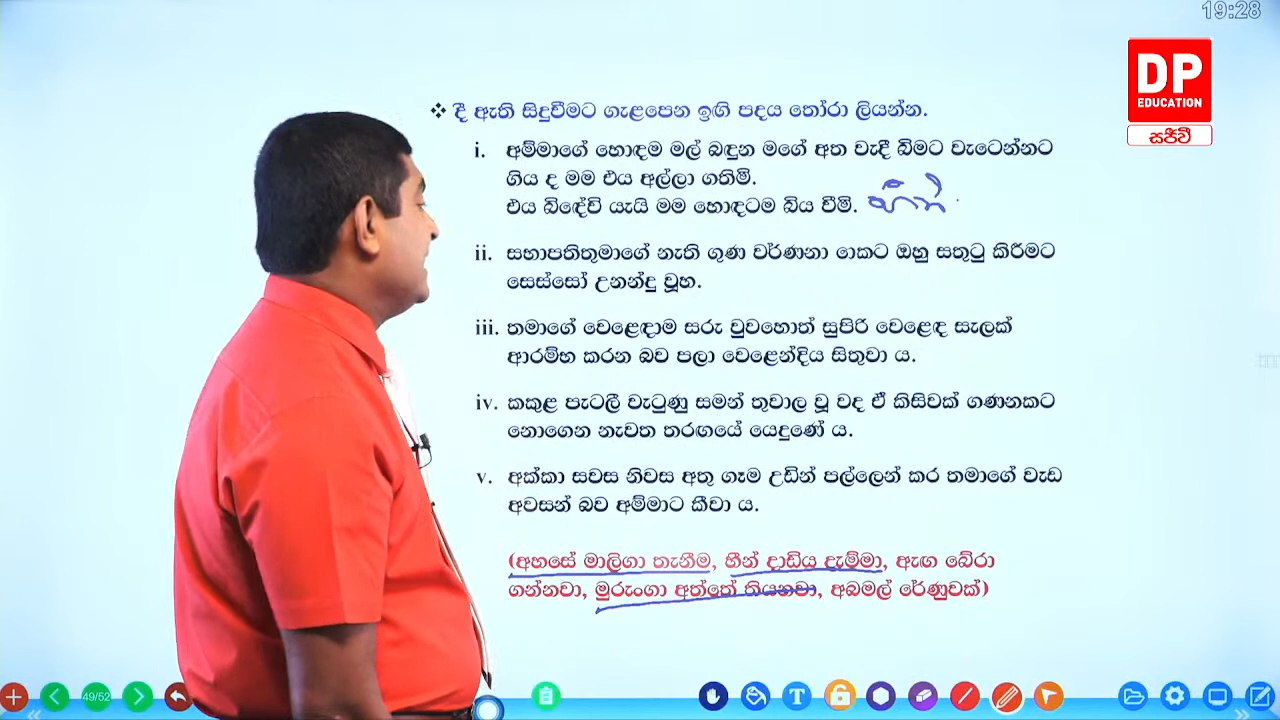 19:28
DP
EDUCATION
සජීවී
❖ දී ඇති සිදුවීමට ගැළපෙන ඉඟි පදය තෝරා ලියන්න.
i. අම්මාගේ හොඳම මල් බඳුන මගේ අත වැදී බිමට වැටෙන්නට
ගිය ද මම එය අල්ලා ගතිමි.
එය බිඳේවි යැයි මම හොඳටම බිය වීමි. හීන්
ii. සභාපතිතුමාගේ නැති ගුණ වර්ණනා කොට ඔහු සතුටු කිරීමට
සෙස්සෝ උනන්දු වූහ.
iii. තමාගේ වෙළෙඳාම සරු වුවහොත් සුපිරි වෙළෙඳ සැලක්
ආරම්භ කරන බව පලා වෙළෙන්දිය සිතුවා ය.
iv. කකුළ පැටලී වැටුණු සමන් තුවාල වූ වද ඒ කිසිවක් ගණනකට
නොගෙන නැවත තරඟයේ යෙදුණේ ය.
v. අක්කා සවස නිවස අතු ගෑම උඩින් පල්ලෙන් කර තමාගේ වැඩ
අවසන් බව අම්මාට කීවා ය.
(අහසේ මාලිගා තැනීම, හීන් දාඩිය දැම්මා, ඇඟ බේරා
ගන්නවා, මුරුංගා අත්තේ තියනවා, අබමල් රේණුවක්)
49/52